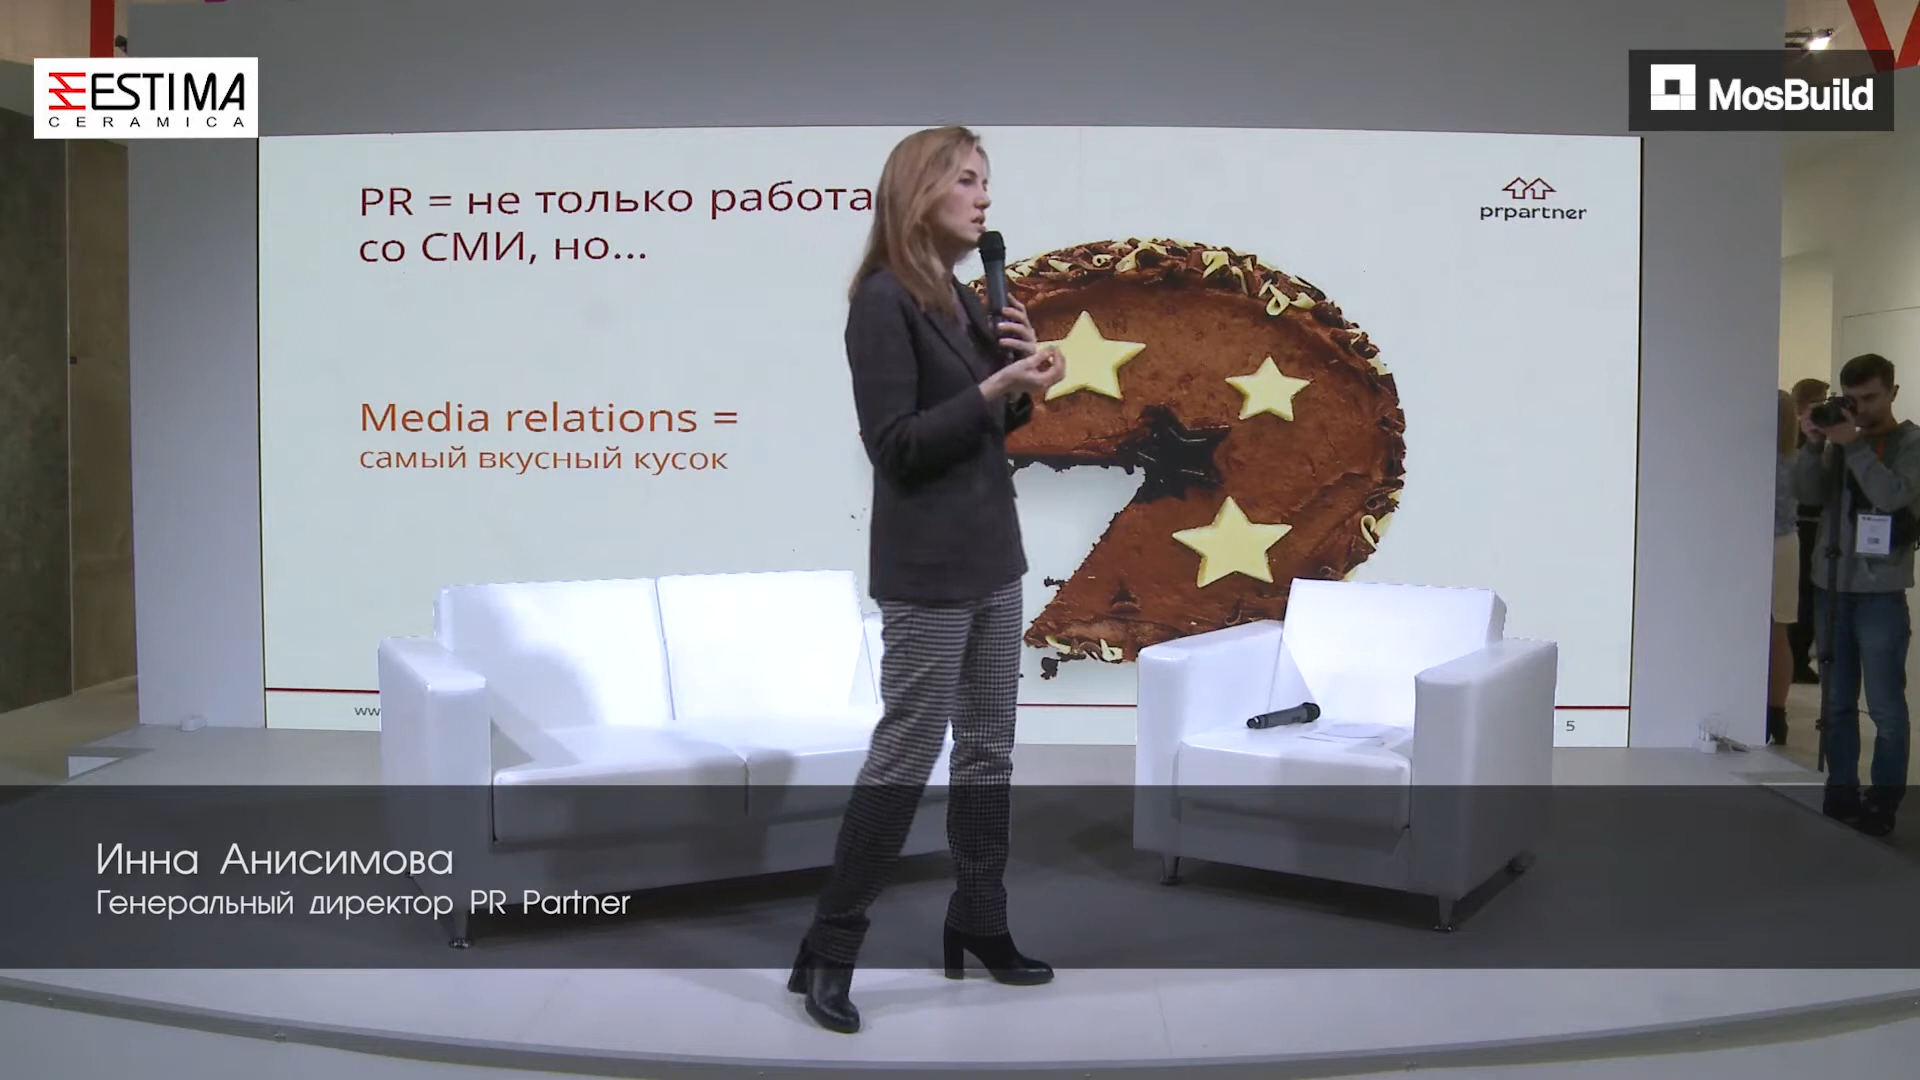 ESTIMA
CERAMICA
MosBuild
PR = не только работа
со СМИ, но...
prpartner
Media relations =
самый вкусный кусок
5
Инна Анисимова
Генеральный директор PR Partner